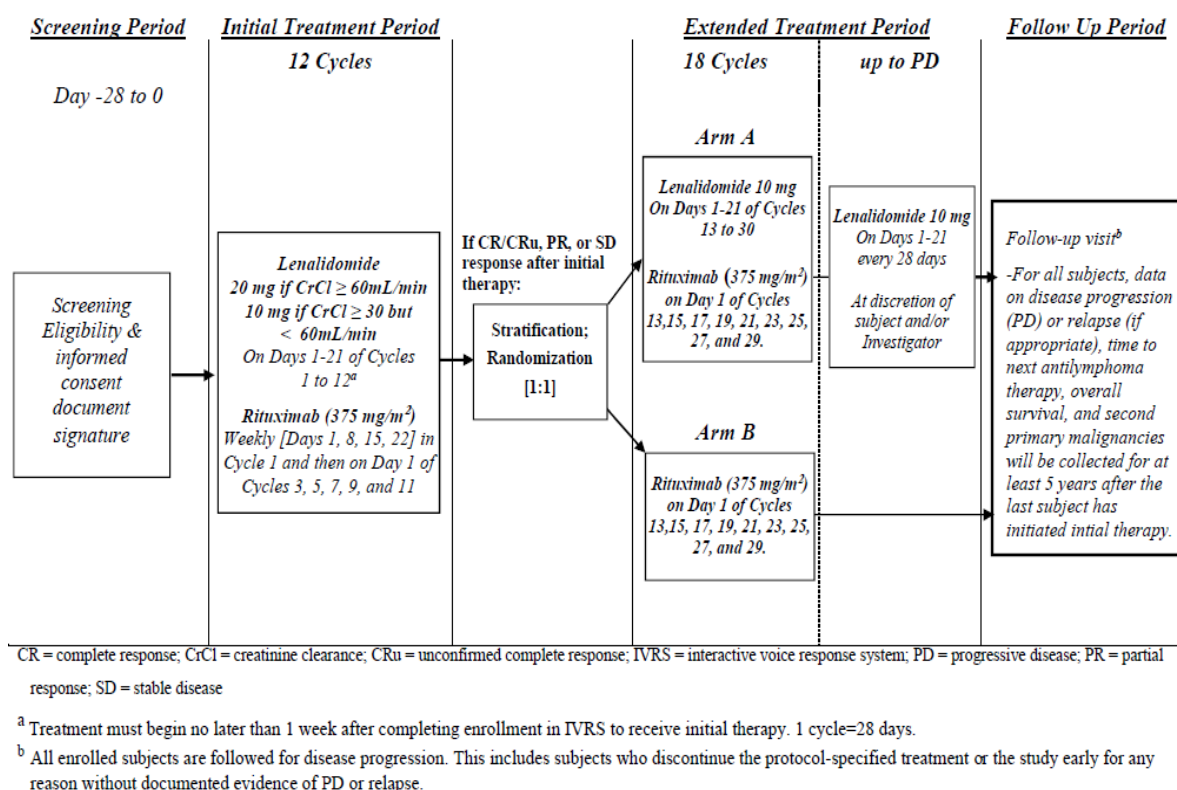 Screening Period
Initial Treatment Period
Extended Treatment Period
Follow Up Period
12 Cycles
18 Cycles
up to PD
Day -28 to 0
Screening
Eligibility &
informed
consent
document
signature
Lenalidomide
20 mg if CrCl ≥ 60mL/min
10 mg if CrCl ≥ 30 but
< 60mL/min
On Days 1-21 of Cycles
1 to 12ᵃ
Rituximab (375 mg/m²)
Weekly [Days 1, 8, 15, 22] in
Cycle 1 and then on Day 1 of
Cycles 3, 5, 7, 9, and 11
If CR/CRu, PR, or SD
response after initial
therapy:
Stratification;
Randomization
[1:1]
Arm A
Lenalidomide 10 mg
On Days 1-21 of Cycles
13 to 30
Rituximab (375 mg/m²)
on Day 1 of Cycles
13,15, 17, 19, 21, 23, 25,
27, and 29.
Arm B
Rituximab (375 mg/m²)
on Day 1 of Cycles
13,15, 17, 19, 21, 23, 25,
27, and 29.
Lenalidomide 10 mg
On Days 1-21
every 28 days
At discretion of
subject and/or
Investigator
Follow-up visitᵇ
-For all subjects, data
on disease progression
(PD) or relapse (if
appropriate), time to
next antilymphoma
therapy, overall
survival, and second
primary malignancies
will be collected for at
least 5 years after the
last subject has
initiated intial therapy.
CR = complete response; CrCl = creatinine clearance; CRu = unconfirmed complete response; IVRS = interactive voice response system; PD = progressive disease; PR = partial
response; SD = stable disease
ᵃ Treatment must begin no later than 1 week after completing enrollment in IVRS to receive initial therapy. 1 cycle=28 days.
ᵇ All enrolled subjects are followed for disease progression. This includes subjects who discontinue the protocol-specified treatment or the study early for any
reason without documented evidence of PD or relapse.